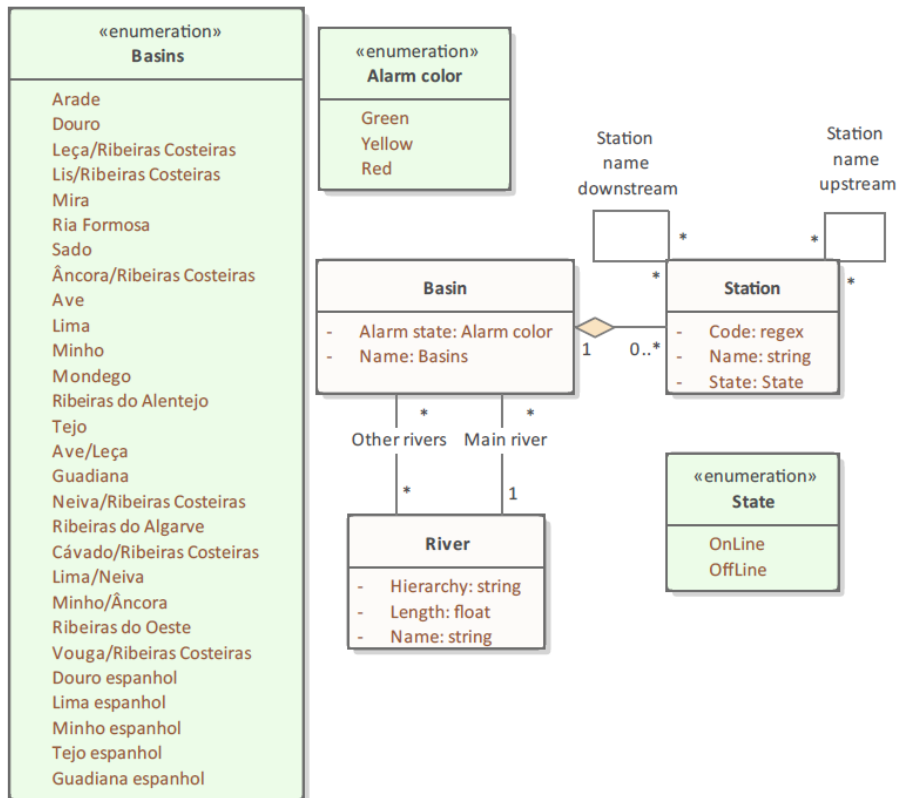 «enumeration»
Basins
Arade
Douro
Leça/Ribeiras Costeiras
Lis/Ribeiras Costeiras
Mira
Ria Formosa
Sado
Âncora/Ribeiras Costeiras
Ave
Lima
Minho
Mondego
Ribeiras do Alentejo
Tejo
Ave/Leça
Guadiana
Neiva/Ribeiras Costeiras
Ribeiras do Algarve
Cávado/Ribeiras Costeiras
Lima/Neiva
Minho/Âncora
Ribeiras do Oeste
Vouga/Ribeiras Costeiras
Douro espanhol
Lima espanhol
Minho espanhol
Tejo espanhol
Guadiana espanhol
«enumeration»
Alarm color
Green
Yellow
Red
Station
name
downstream
Station
name
upstream
*
*
*
*
Basin
- Alarm state: Alarm color
- Name: Basins
1
0..*
Station
- Code: regex
- Name: string
- State: State
*
*
Other rivers
Main river
*
1
River
- Hierarchy: string
- Length: float
- Name: string
«enumeration»
State
OnLine
OffLine